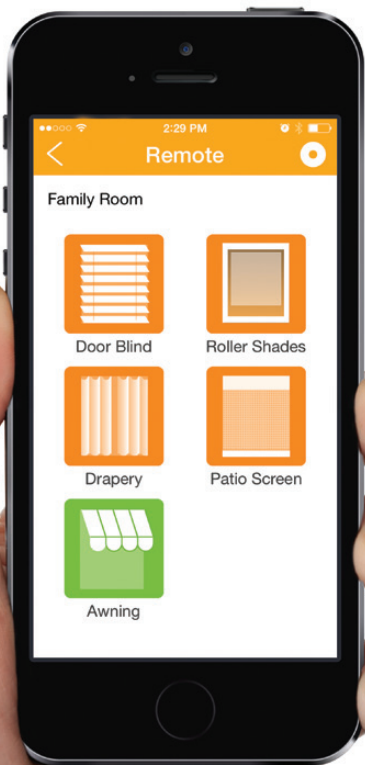 2:29 PM
Remote
Family Room
Door Blind
Roller Shades
Drapery
Patio Screen
Awning